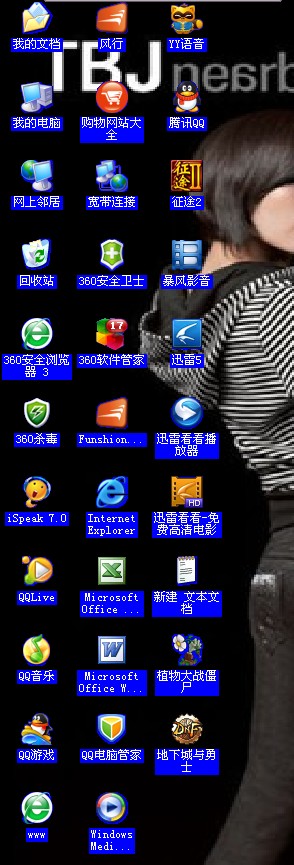 TBJ dream
我的文档
风行
YY语音
我的电脑
购物网站大
全
腾讯QQ
网上邻居
宽带连接
征途2
回收站
360安全卫士
暴风影音
360安全浏览
器 3
17
360软件管家
迅雷5
360杀毒
Funshion...
迅雷看看播
放器
iSpeak 7.0
Internet
Explorer
HD
迅雷看看-免
费高清电影
QQLive
Microsoft
Office ...
新建 文本文
档
QQ音乐
Microsoft
Office W...
植物大战僵
尸
QQ游戏
QQ电脑管家
DNF
地下城与勇
士
www
Windows
Medi...